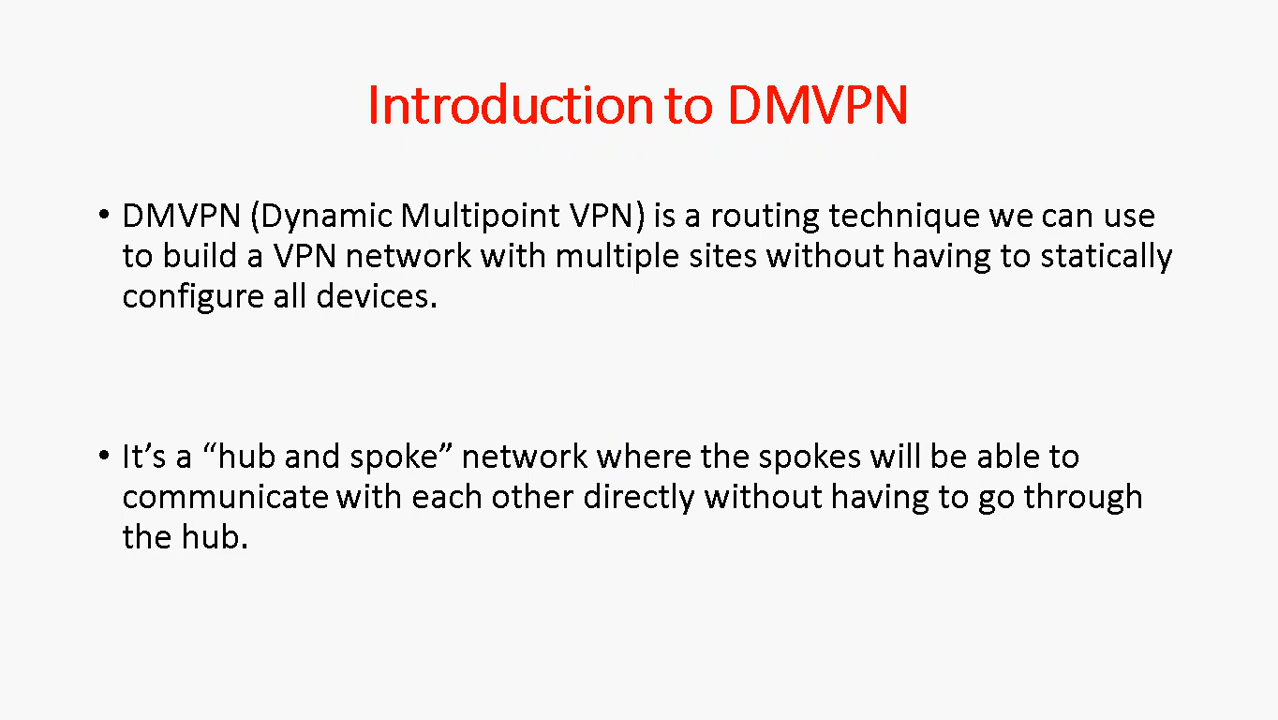 Introduction to DMVPN
• DMVPN (Dynamic Multipoint VPN) is a routing technique we can use
to build a VPN network with multiple sites without having to statically
configure all devices.
• It’s a “hub and spoke” network where the spokes will be able to
communicate with each other directly without having to go through
the hub.